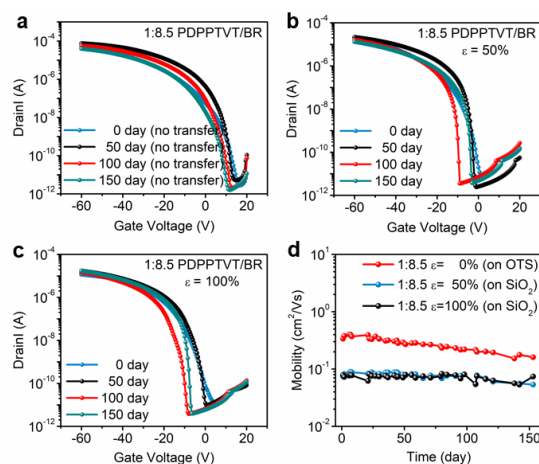 a
1:8.5 PDPPTVT/BR
DrainI (A)
10⁻⁴
10⁻⁶
10⁻⁸
10⁻¹⁰
10⁻¹²
0 day (no transfer)
50 day (no transfer)
100 day (no transfer)
150 day (no transfer)
-60 -40 -20 0 20
Gate Voltage (V)
b
1:8.5 PDPPTVT/BR
ε = 50%
DrainI (A)
10⁻⁴
10⁻⁶
10⁻⁸
10⁻¹⁰
10⁻¹²
0 day
50 day
100 day
150 day
-60 -40 -20 0 20
Gate Voltage (V)
c
1:8.5 PDPPTVT/BR
ε = 100%
DrainI (A)
10⁻⁴
10⁻⁶
10⁻⁸
10⁻¹⁰
10⁻¹²
0 day
50 day
100 day
150 day
-60 -40 -20 0 20
Gate Voltage (V)
d
1:8.5 ε= 0% (on OTS)
1:8.5 ε= 50% (on SiO₂)
1:8.5 ε=100% (on SiO₂)
Mobility (cm²/Vs)
10¹
10⁰
10⁻¹
10⁻²
0 50 100 150
Time (day)